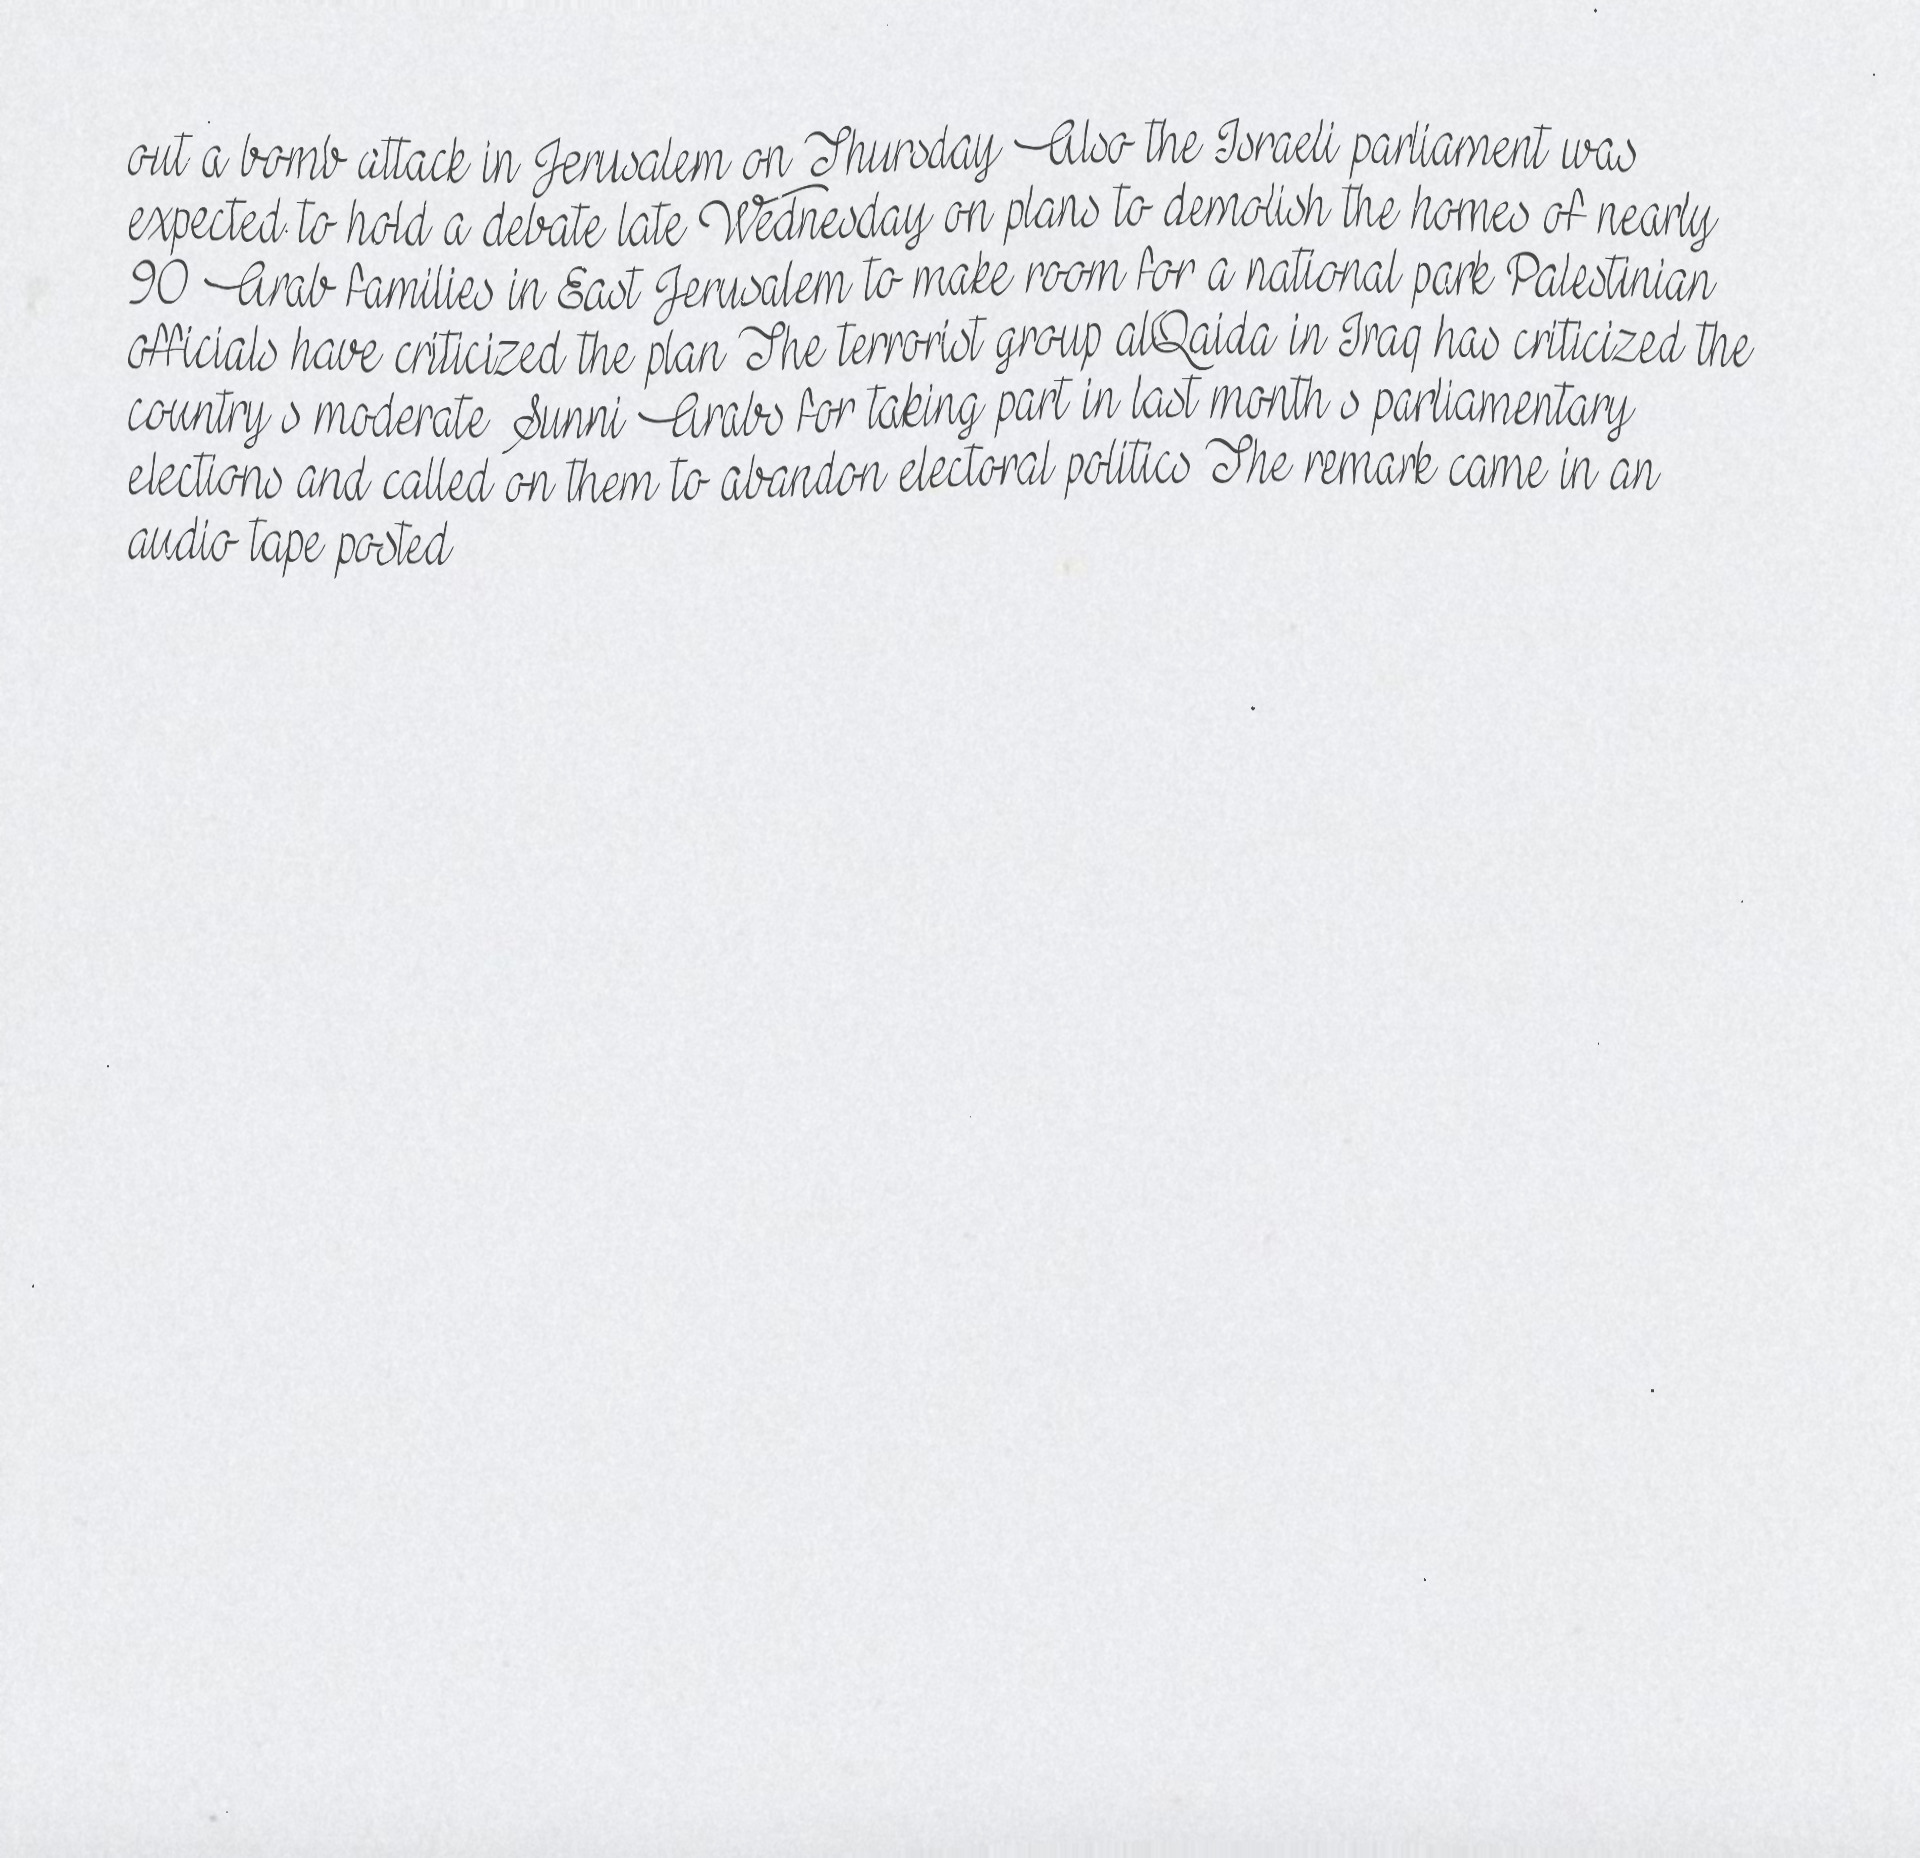 out a bomb attack in Jerusalem on Thursday Also the Israeli parliament was
expected to hold a debate late Wednesday on plans to demolish the homes of nearly
90 Arab families in East Jerusalem to make room for a national park Palestinian
officials have criticized the plan The terrorist group alQaida in Iraq has criticized the
country s moderate Sunni Arabs for taking part in last month s parliamentary
elections and called on them to abandon electoral politics The remark came in an
audio tape posted